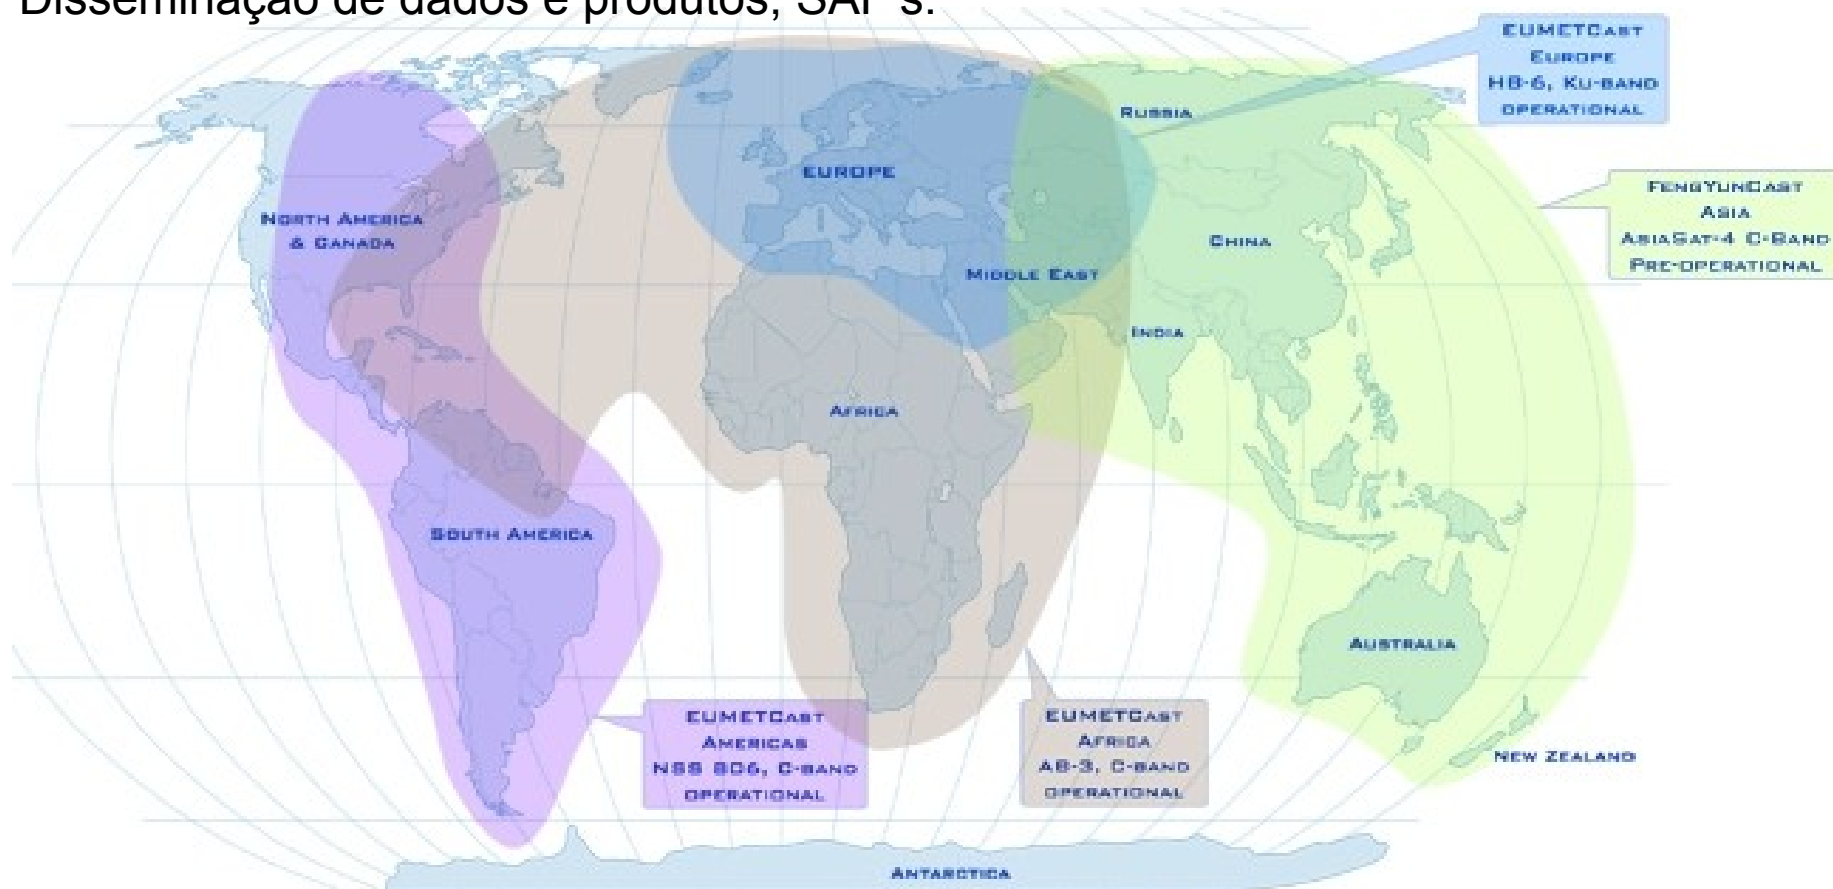 Disseminação de dados e produtos, SAF´s.
EUMETCast
Europe
HB-6, Ku-band
operational
Russia
Europe
FengYunCast
Asia
AsiaSat-4 C-Band
Pre-operational
North America
& Canada
China
Middle East
India
Africa
South America
Australia
EUMETCast
Americas
NSS 806, C-band
operational
EUMETCast
Africa
AB-3, C-band
operational
New Zealand
Antarctica